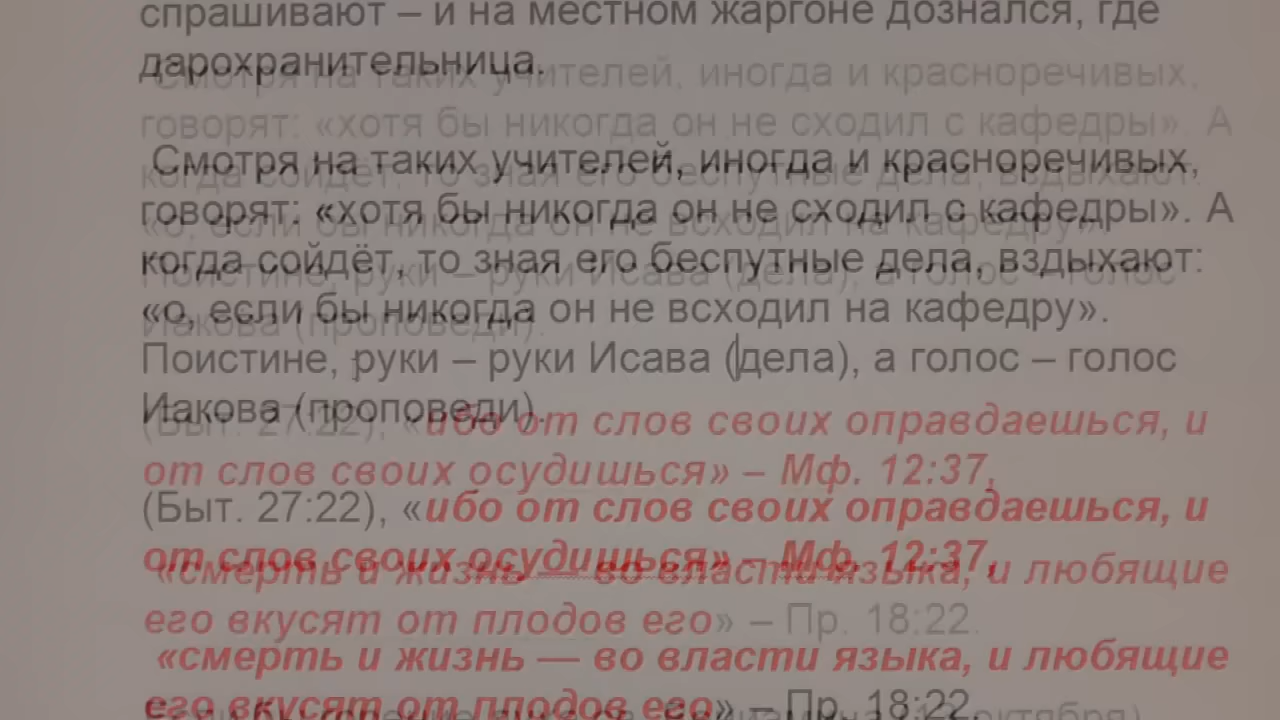 спрашивают – и на местном жаргоне дознался, где
дарохранительница.
Смотря на таких учителей, иногда и красноречивых,
говорят: «хотя бы никогда он не сходил с кафедры». А
когда сойдёт, то зная его беспутные дела, вздыхают:
«о, если бы никогда он не всходил на кафедру».
Поистине, руки – руки Исава (дела), а голос – голос
Иакова (проповеди).
(Быт. 27:22), «ибо от слов своих оправдаешься, и
от слов своих осудишься» – Мф. 12:37,
«смерть и жизнь — во власти языка, и любящие
его вкусят от плодов его» – Пр. 18:22.